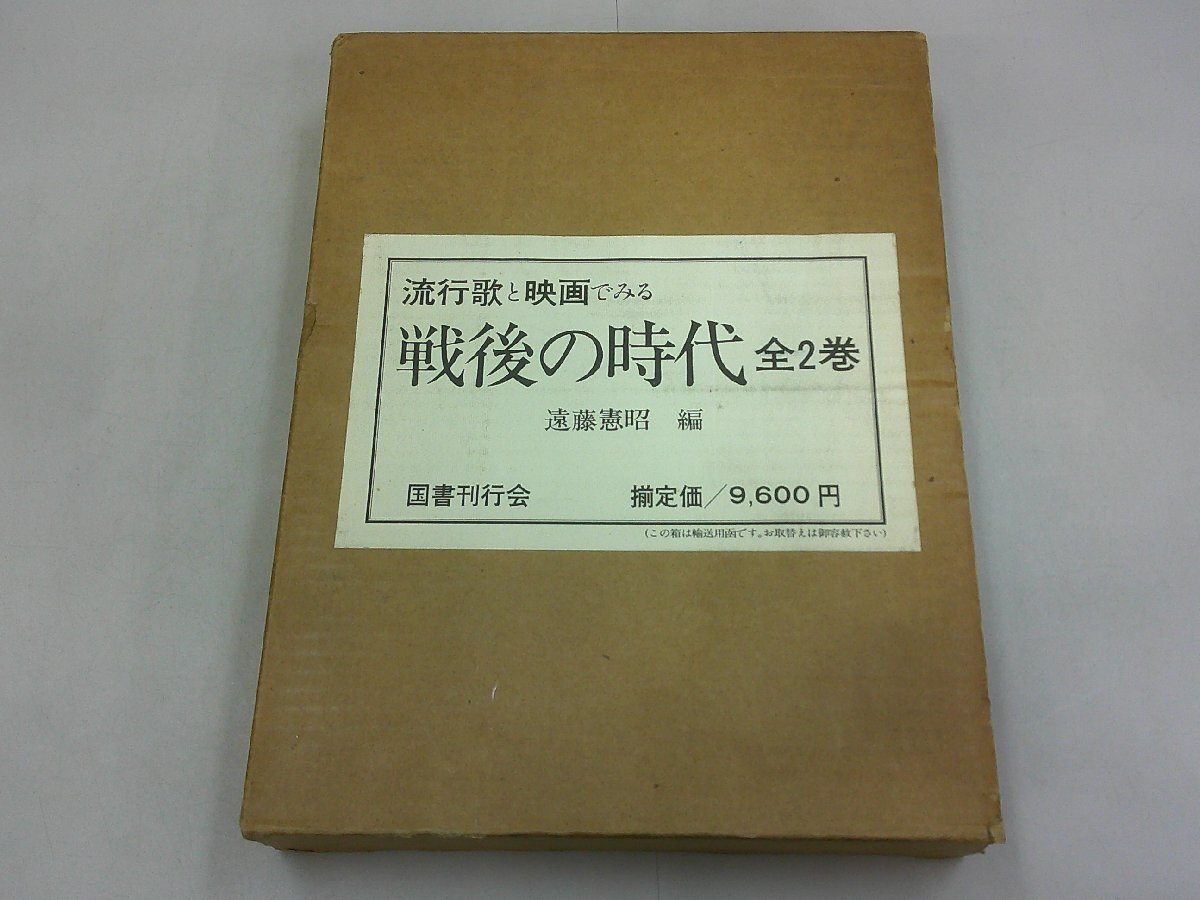 流行歌と映画でみる
戦後の時代 全2巻
遠藤憲昭 編
国書刊行会 揃定価/9,600円
(この箱は輸送用函です。お取替えは御容赦下さい)